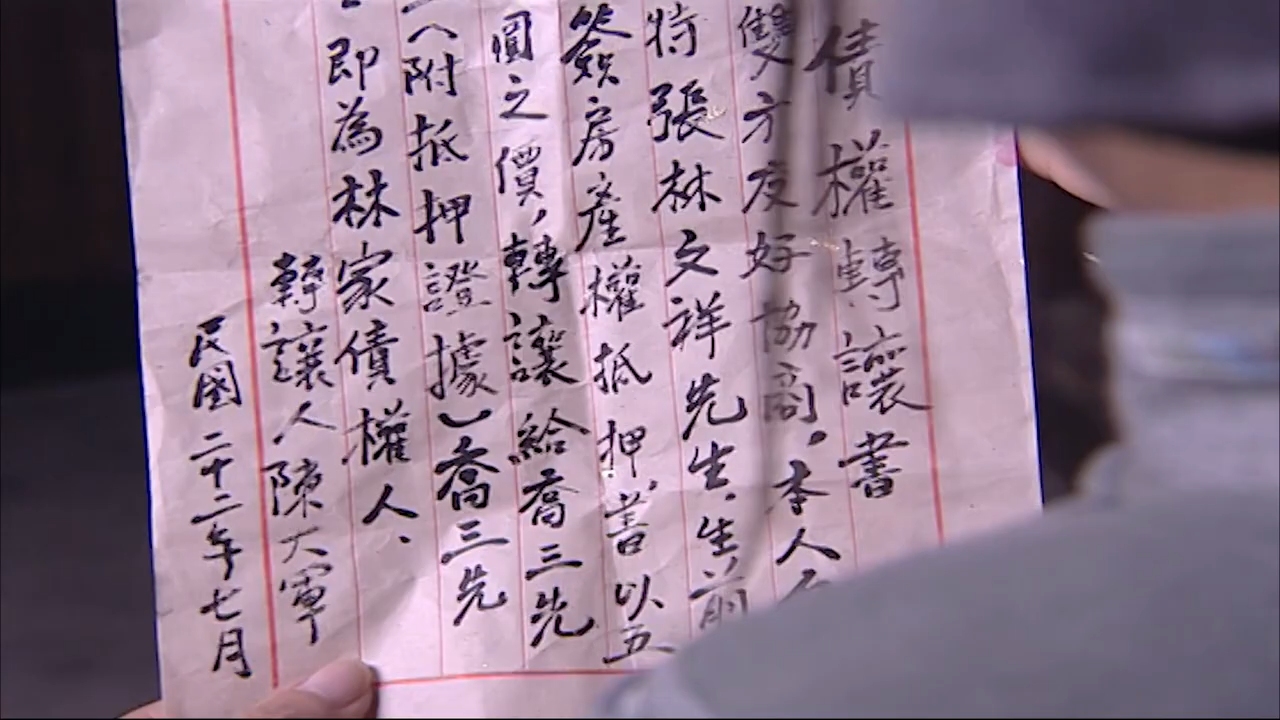 債權轉讓書
雙方友好協商，本人
特張林文祥先生，生前
簽房產權抵押書以五
圓之價，轉讓給喬三先
（附抵押證據）喬三先
即為林家債權人、
轉讓人陳大軍
民國二十二年七月